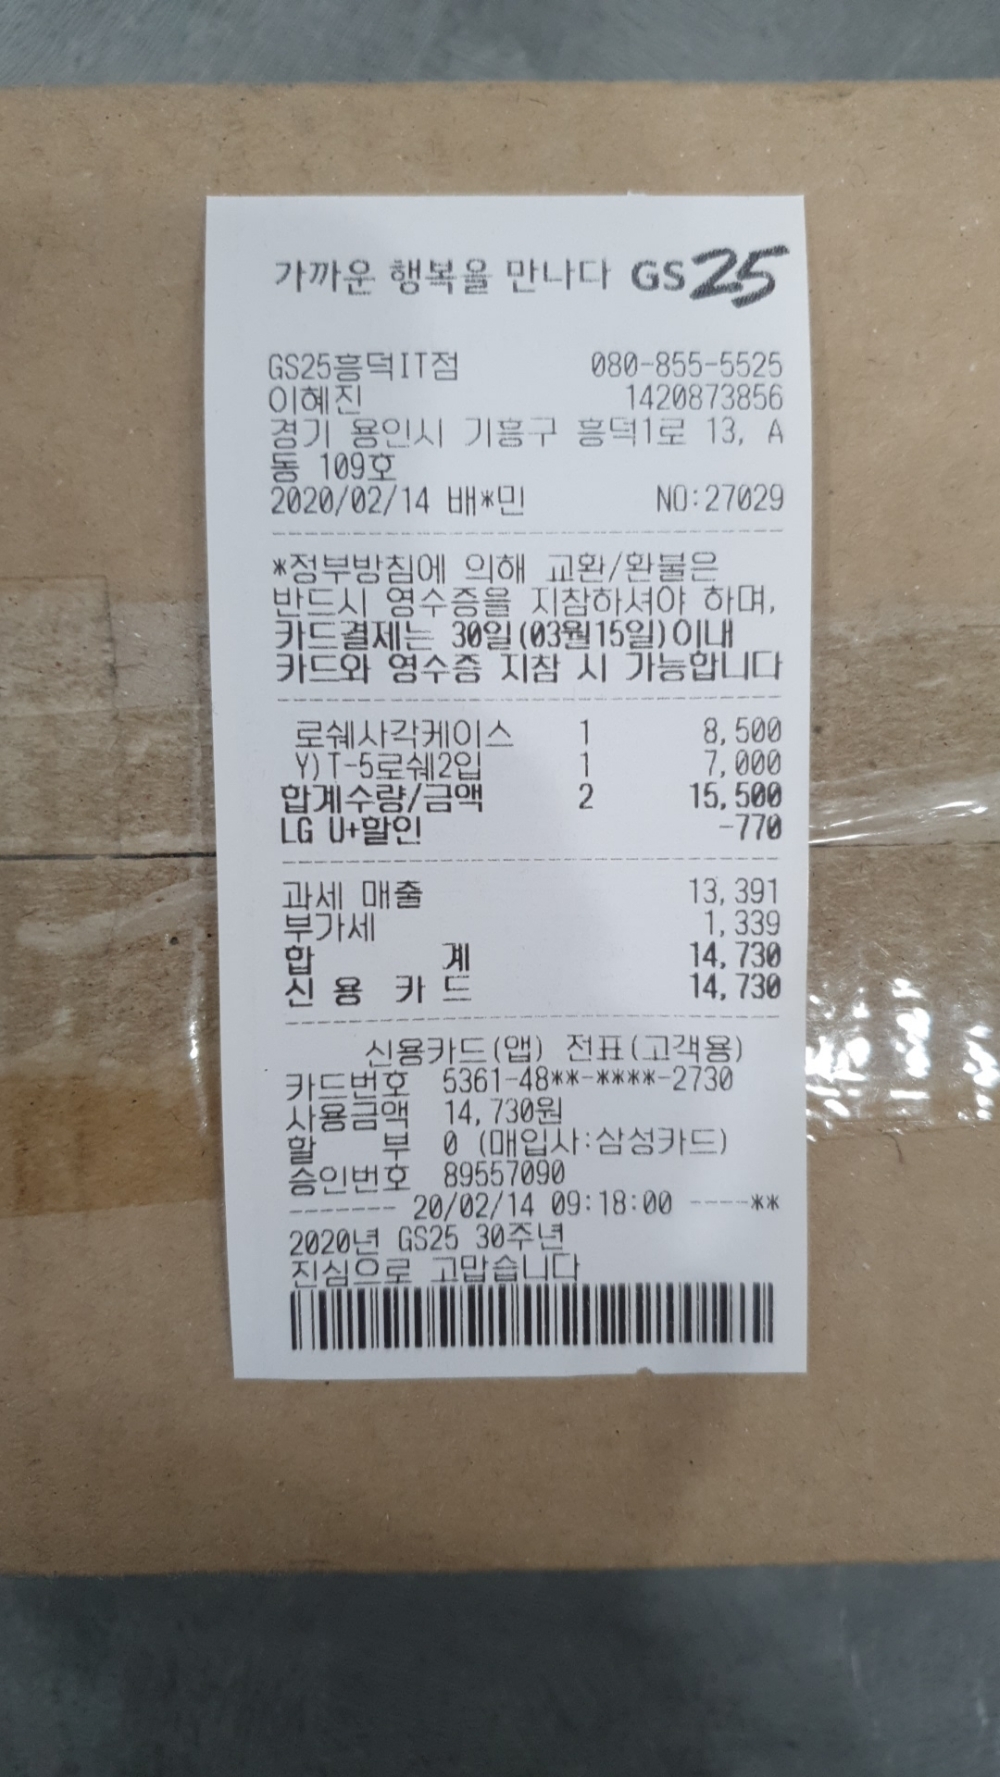 가까운 행복을 만나다 GS25
GS25흥덕IT점 080-855-5525
이혜진 1420873856
경기 용인시 기흥구 흥덕1로 13, A
동 109호
2020/02/14 배*민 NO:27029
*정부방침에 의해 교환/환불은
반드시 영수증을 지참하셔야 하며,
카드결제는 30일(03월15일)이내
카드와 영수증 지참 시 가능합니다
로쉐사각케이스 1 8,500
Y)T-5로쉐2입 1 7,000
합계수량/금액 2 15,500
LG U+할인 -770
과세 매출 13,391
부가세 1,339
합 계 14,730
신 용 카 드 14,730
신용카드(앱) 전표(고객용)
카드번호 5361-48**-****-2730
사용금액 14,730원
할 부 0 (매입사:삼성카드)
승인번호 89557090
------- 20/02/14 09:18:00 ----**
2020년 GS25 30주년
진심으로 고맙습니다